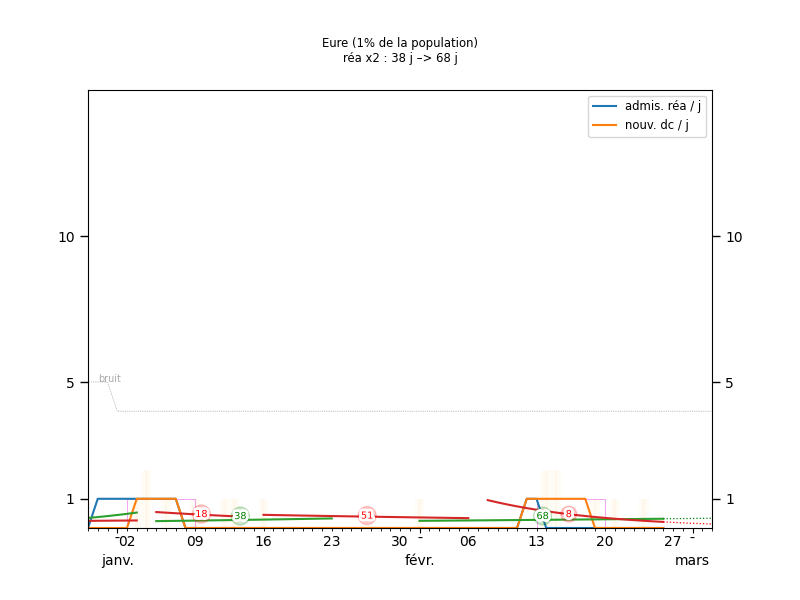 Eure (1% de la population)
réa x2 : 38 j –> 68 j
admis. réa / j
nouv. dc / j
10 10
bruit
5 5
1 1
18 38 51 68 8
02 09 16 23 30 06 13 20 27
janv. févr. mars